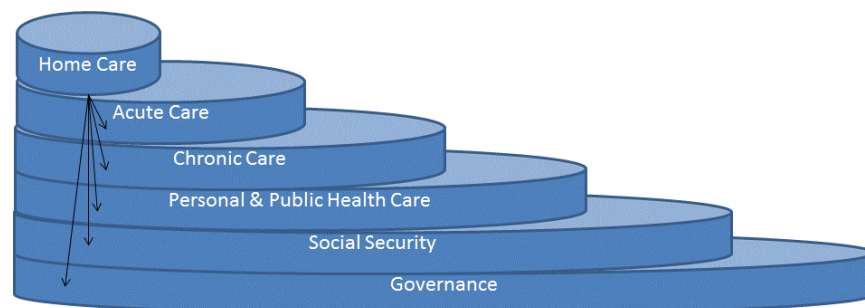 Home Care
Acute Care
Chronic Care
Personal & Public Health Care
Social Security
Governance